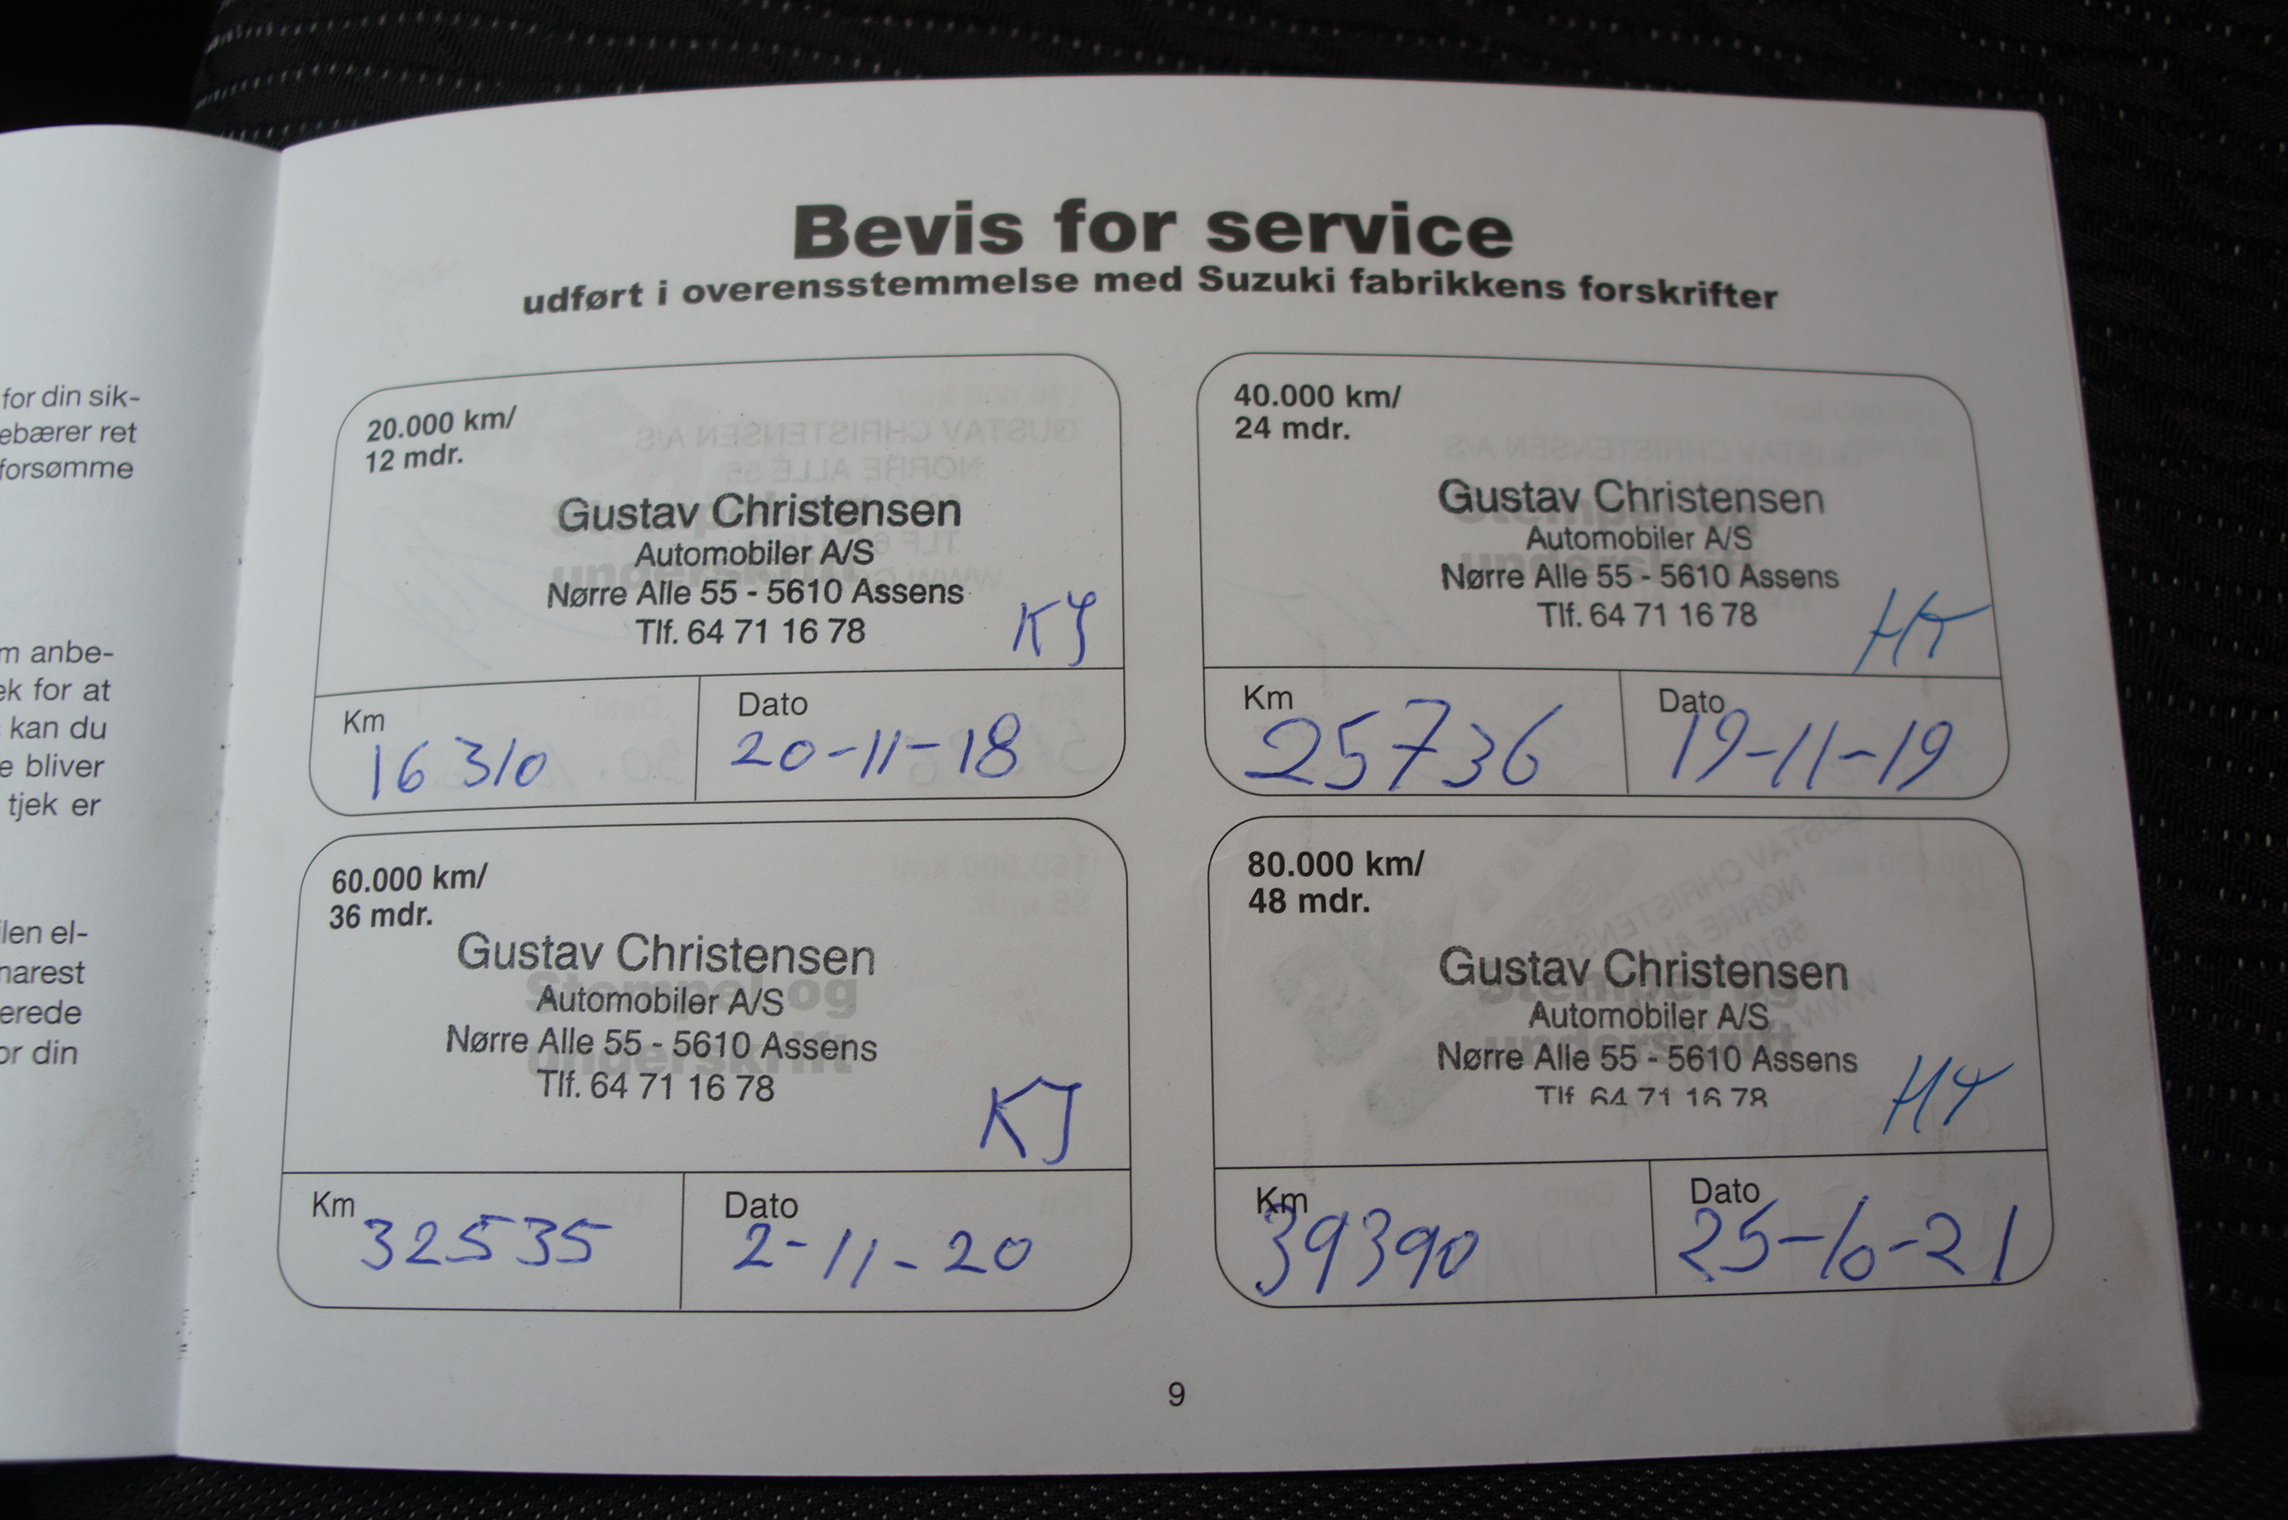 for din sik-
ebærer ret
forsømme
m anbe-
ek for at
kan du
e bliver
tjek er
ilen el-
narest
erede
or din
Bevis for service
udført i overensstemmelse med Suzuki fabrikkens forskrifter
20.000 km/
12 mdr.
Gustav Christensen
Automobiler A/S
Nørre Alle 55 - 5610 Assens
Tlf. 64 71 16 78
KJ
Km
16310
Dato
20-11-18
40.000 km/
24 mdr.
Gustav Christensen
Automobiler A/S
Nørre Alle 55 - 5610 Assens
Tlf. 64 71 16 78
HK
Km
25736
Dato
19-11-19
60.000 km/
36 mdr.
Gustav Christensen
Automobiler A/S
Nørre Alle 55 - 5610 Assens
Tlf. 64 71 16 78
KJ
Km
32535
Dato
2-11-20
80.000 km/
48 mdr.
Gustav Christensen
Automobiler A/S
Nørre Alle 55 - 5610 Assens
Tlf 64 71 16 78
Km
39390
Dato
25-10-21
9